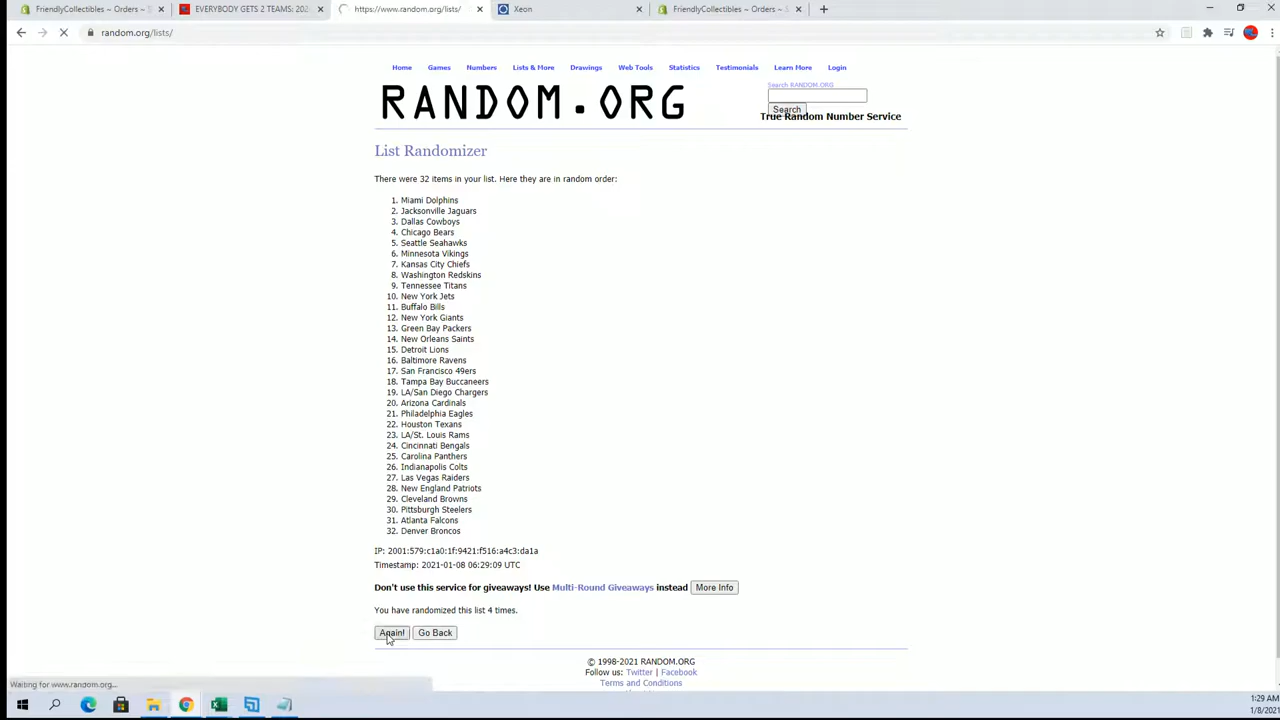 FriendlyCollectibles ~ Orders ~ S
EVERYBODY GETS 2 TEAMS: 202
https://www.random.org/lists/
Xeon
FriendlyCollectibles ~ Orders ~
random.org/lists/
Home Games Numbers Lists & More Drawings Web Tools Statistics Testimonials Learn More Login
RANDOM.ORG
Search RANDOM.ORG
Search
True Random Number Service
List Randomizer
There were 32 items in your list. Here they are in random order:
1. Miami Dolphins
2. Jacksonville Jaguars
3. Dallas Cowboys
4. Chicago Bears
5. Seattle Seahawks
6. Minnesota Vikings
7. Kansas City Chiefs
8. Washington Redskins
9. Tennessee Titans
10. New York Jets
11. Buffalo Bills
12. New York Giants
13. Green Bay Packers
14. New Orleans Saints
15. Detroit Lions
16. Baltimore Ravens
17. San Francisco 49ers
18. Tampa Bay Buccaneers
19. LA/San Diego Chargers
20. Arizona Cardinals
21. Philadelphia Eagles
22. Houston Texans
23. LA/St. Louis Rams
24. Cincinnati Bengals
25. Carolina Panthers
26. Indianapolis Colts
27. Las Vegas Raiders
28. New England Patriots
29. Cleveland Browns
30. Pittsburgh Steelers
31. Atlanta Falcons
32. Denver Broncos
IP: 2001:579:c1a0:1f:9421:f516:a4c3:da1a
Timestamp: 2021-01-08 06:29:09 UTC
Don't use this service for giveaways! Use Multi-Round Giveaways instead More Info
You have randomized this list 4 times.
Again! Go Back
© 1998-2021 RANDOM.ORG
Follow us: Twitter | Facebook
Terms and Conditions
Waiting for www.random.org...
1:29 AM
1/8/2021